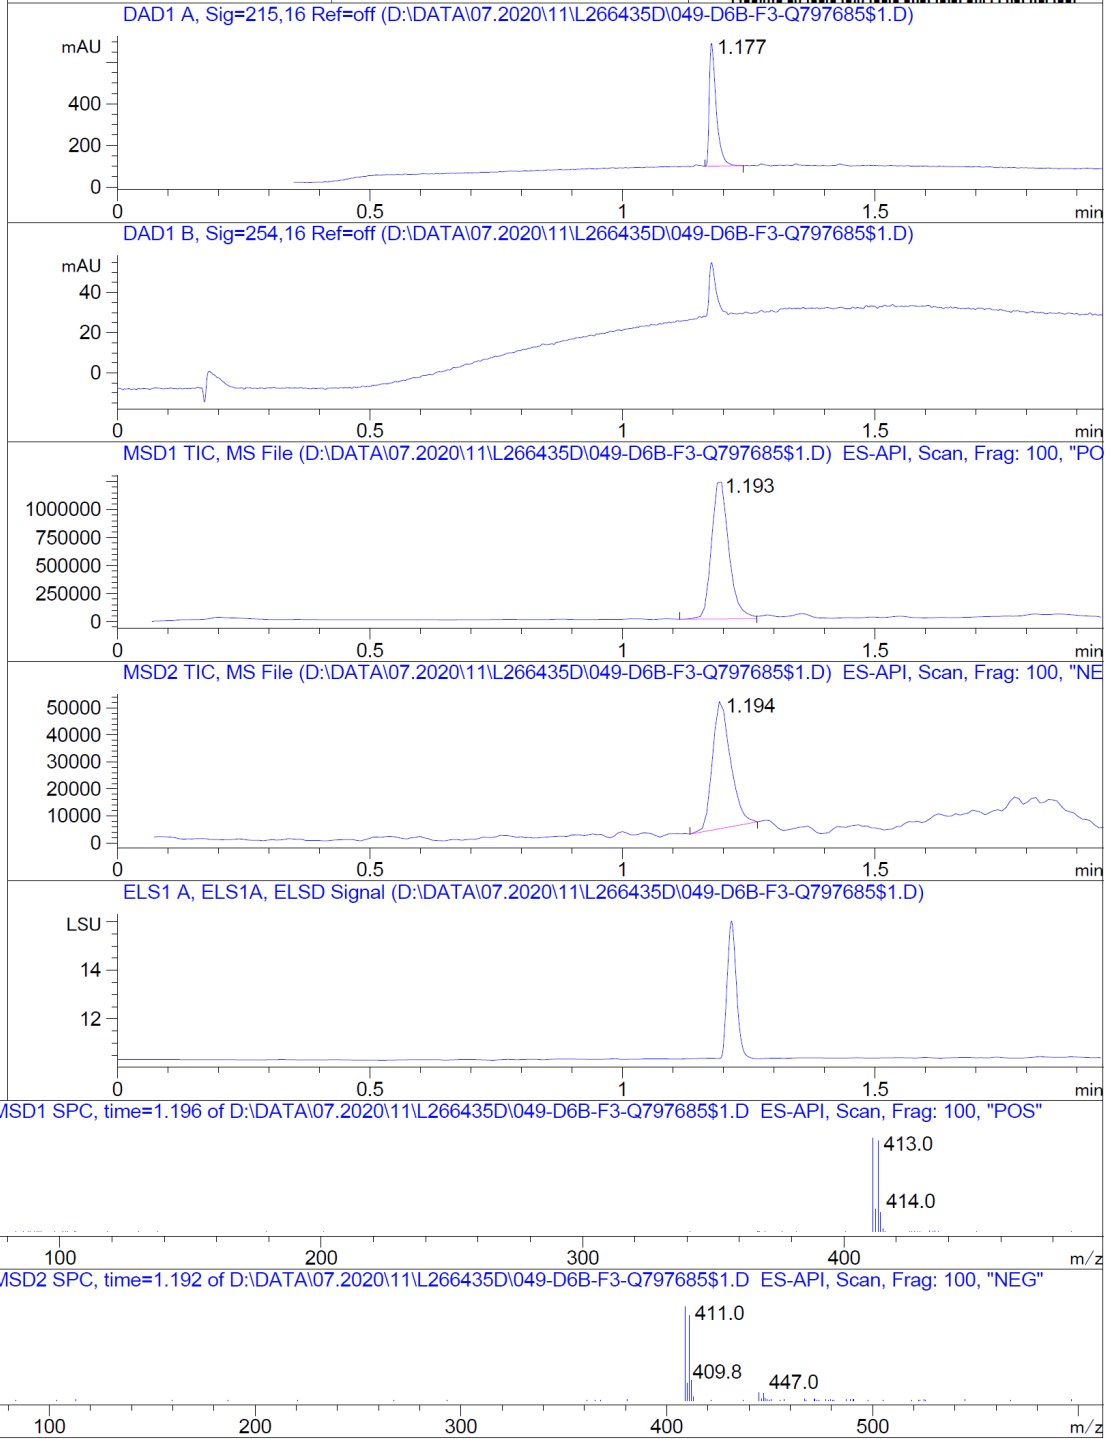 DAD1 A, Sig=215,16 Ref=off (D:\DATA\07.2020\11\L266435D\049-D6B-F3-Q797685$1.D)
mAU
1.177
400
200
0
0 0.5 1 1.5 min
DAD1 B, Sig=254,16 Ref=off (D:\DATA\07.2020\11\L266435D\049-D6B-F3-Q797685$1.D)
mAU
40
20
0
0 0.5 1 1.5 min
MSD1 TIC, MS File (D:\DATA\07.2020\11\L266435D\049-D6B-F3-Q797685$1.D) ES-API, Scan, Frag: 100, "PO
1.193
1000000
750000
500000
250000
0
0 0.5 1 1.5 min
MSD2 TIC, MS File (D:\DATA\07.2020\11\L266435D\049-D6B-F3-Q797685$1.D) ES-API, Scan, Frag: 100, "NE
50000
1.194
40000
30000
20000
10000
0
0 0.5 1 1.5 min
ELS1 A, ELS1A, ELSD Signal (D:\DATA\07.2020\11\L266435D\049-D6B-F3-Q797685$1.D)
LSU
14
12
0 0.5 1 1.5 min
MSD1 SPC, time=1.196 of D:\DATA\07.2020\11\L266435D\049-D6B-F3-Q797685$1.D ES-API, Scan, Frag: 100, "POS"
413.0
414.0
100 200 300 400 m/z
MSD2 SPC, time=1.192 of D:\DATA\07.2020\11\L266435D\049-D6B-F3-Q797685$1.D ES-API, Scan, Frag: 100, "NEG"
411.0
409.8
447.0
100 200 300 400 500 m/z